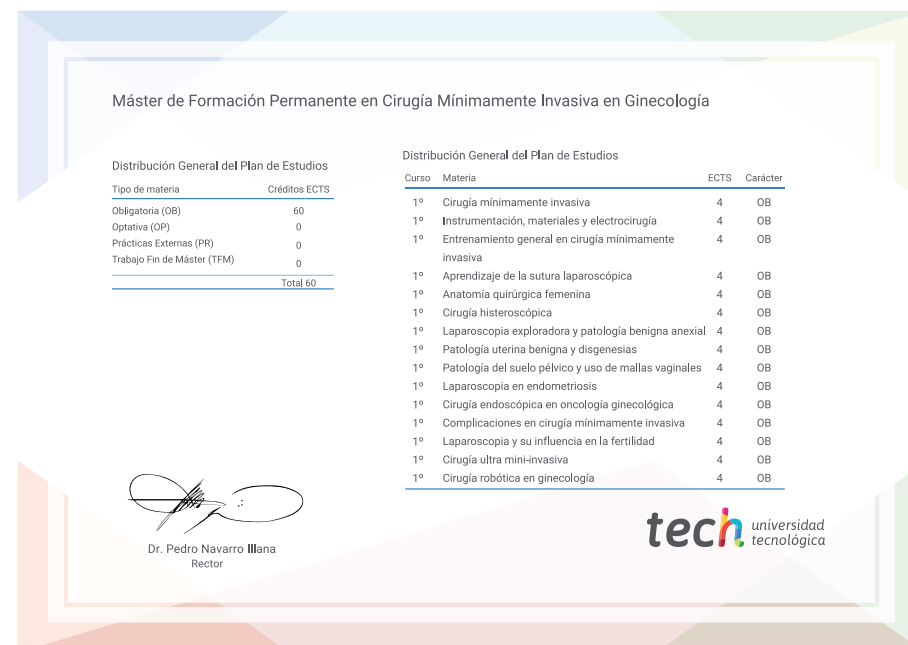 Máster de Formación Permanente en Cirugía Mínimamente Invasiva en Ginecología
Distribución General del Plan de Estudios
Tipo de materia Créditos ECTS
Obligatoria (OB) 60
Optativa (OP) 0
Prácticas Externas (PR) 0
Trabajo Fin de Máster (TFM) 0
Total 60
Distribución General del Plan de Estudios
Curso Materia ECTS Carácter
1º Cirugía mínimamente invasiva 4 OB
1º Instrumentación, materiales y electrocirugía 4 OB
1º Entrenamiento general en cirugía mínimamente 4 OB
invasiva
1º Aprendizaje de la sutura laparoscópica 4 OB
1º Anatomía quirúrgica femenina 4 OB
1º Cirugía histeroscópica 4 OB
1º Laparoscopia exploradora y patología benigna anexial 4 OB
1º Patología uterina benigna y disgenesias 4 OB
1º Patología del suelo pélvico y uso de mallas vaginales 4 OB
1º Laparoscopia en endometriosis 4 OB
1º Cirugía endoscópica en oncología ginecológica 4 OB
1º Complicaciones en cirugía mínimamente invasiva 4 OB
1º Laparoscopia y su influencia en la fertilidad 4 OB
1º Cirugía ultra mini-invasiva 4 OB
1º Cirugía robótica en ginecología 4 OB
Dr. Pedro Navarro Illana
Rector
tech universidad
tecnológica